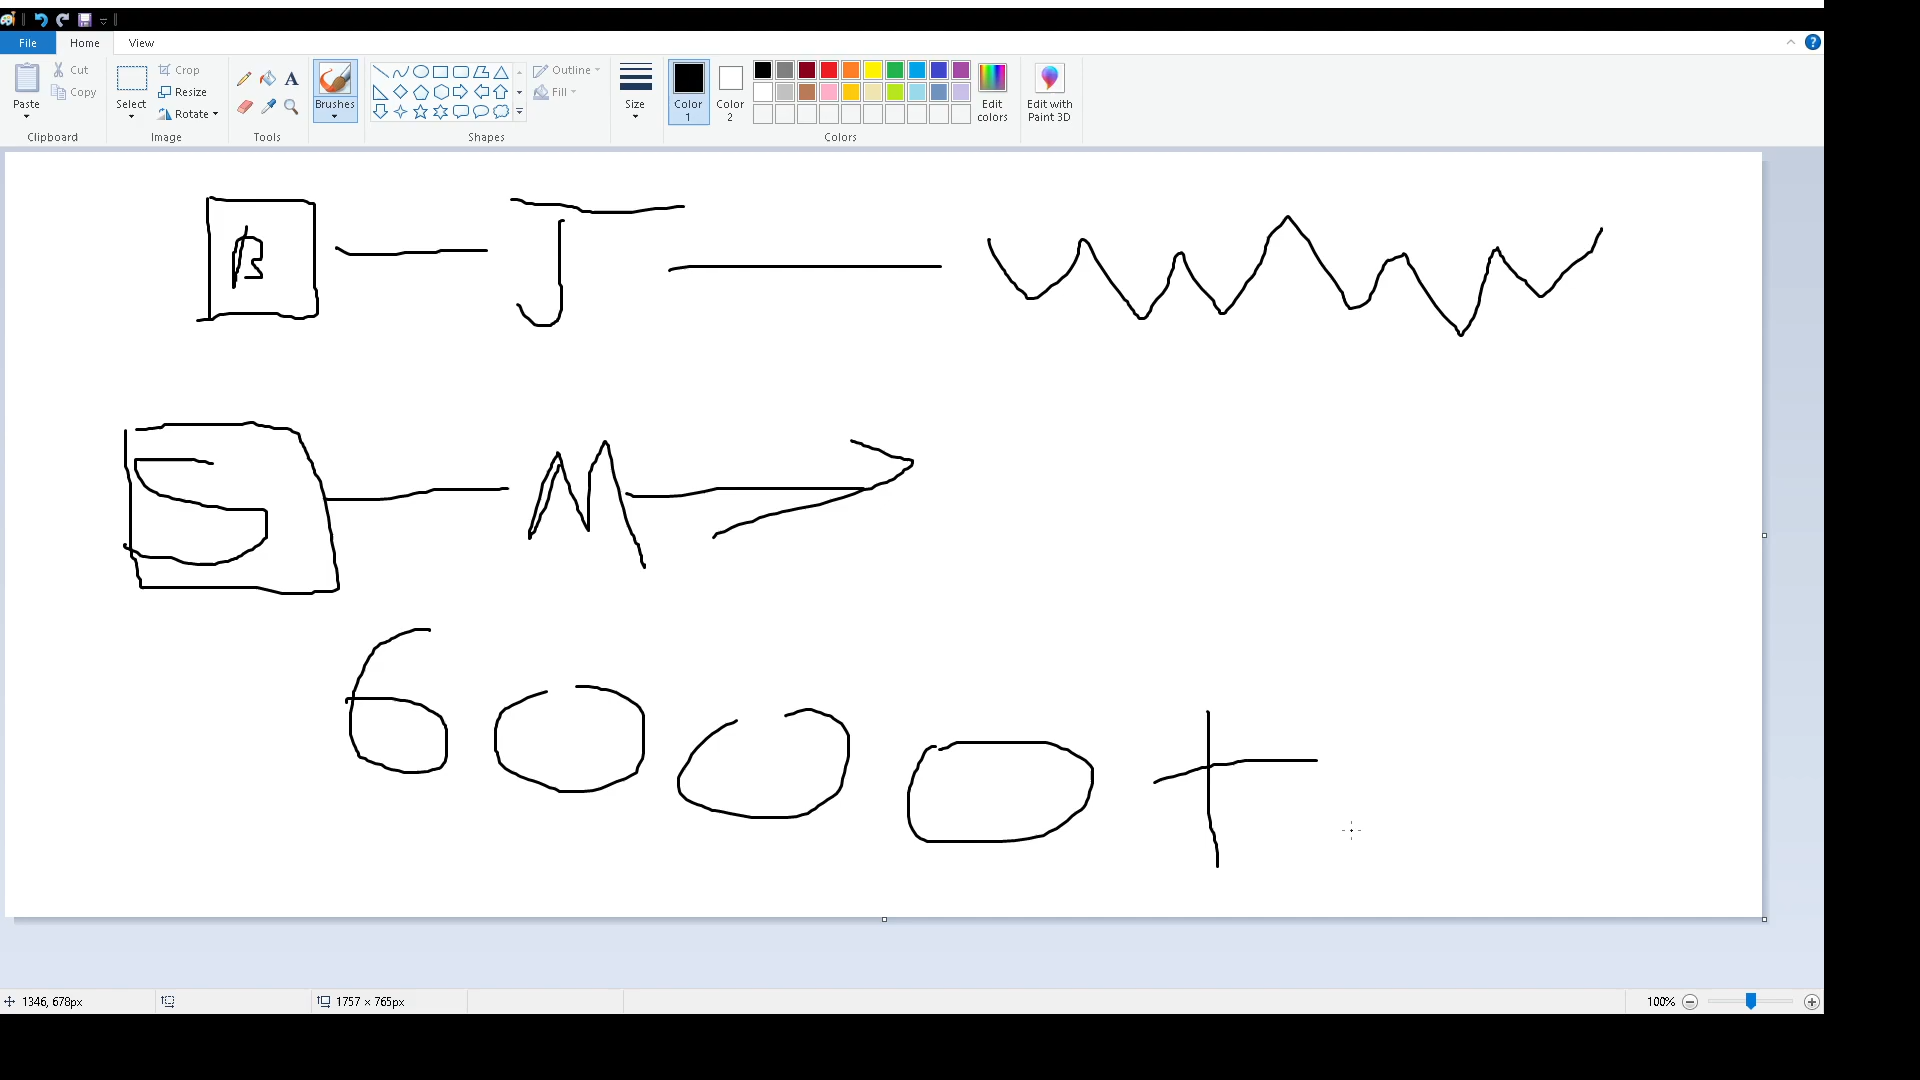 File Home View
Paste Cut Copy Clipboard
Select Crop Resize Rotate Image
A Tools
Brushes
Shapes
Outline Fill
Size
Color 1 Color 2 Edit colors Colors
Edit with Paint 3D
B — J —
S — M
6000+
1346, 678px 1757 × 765px 100%